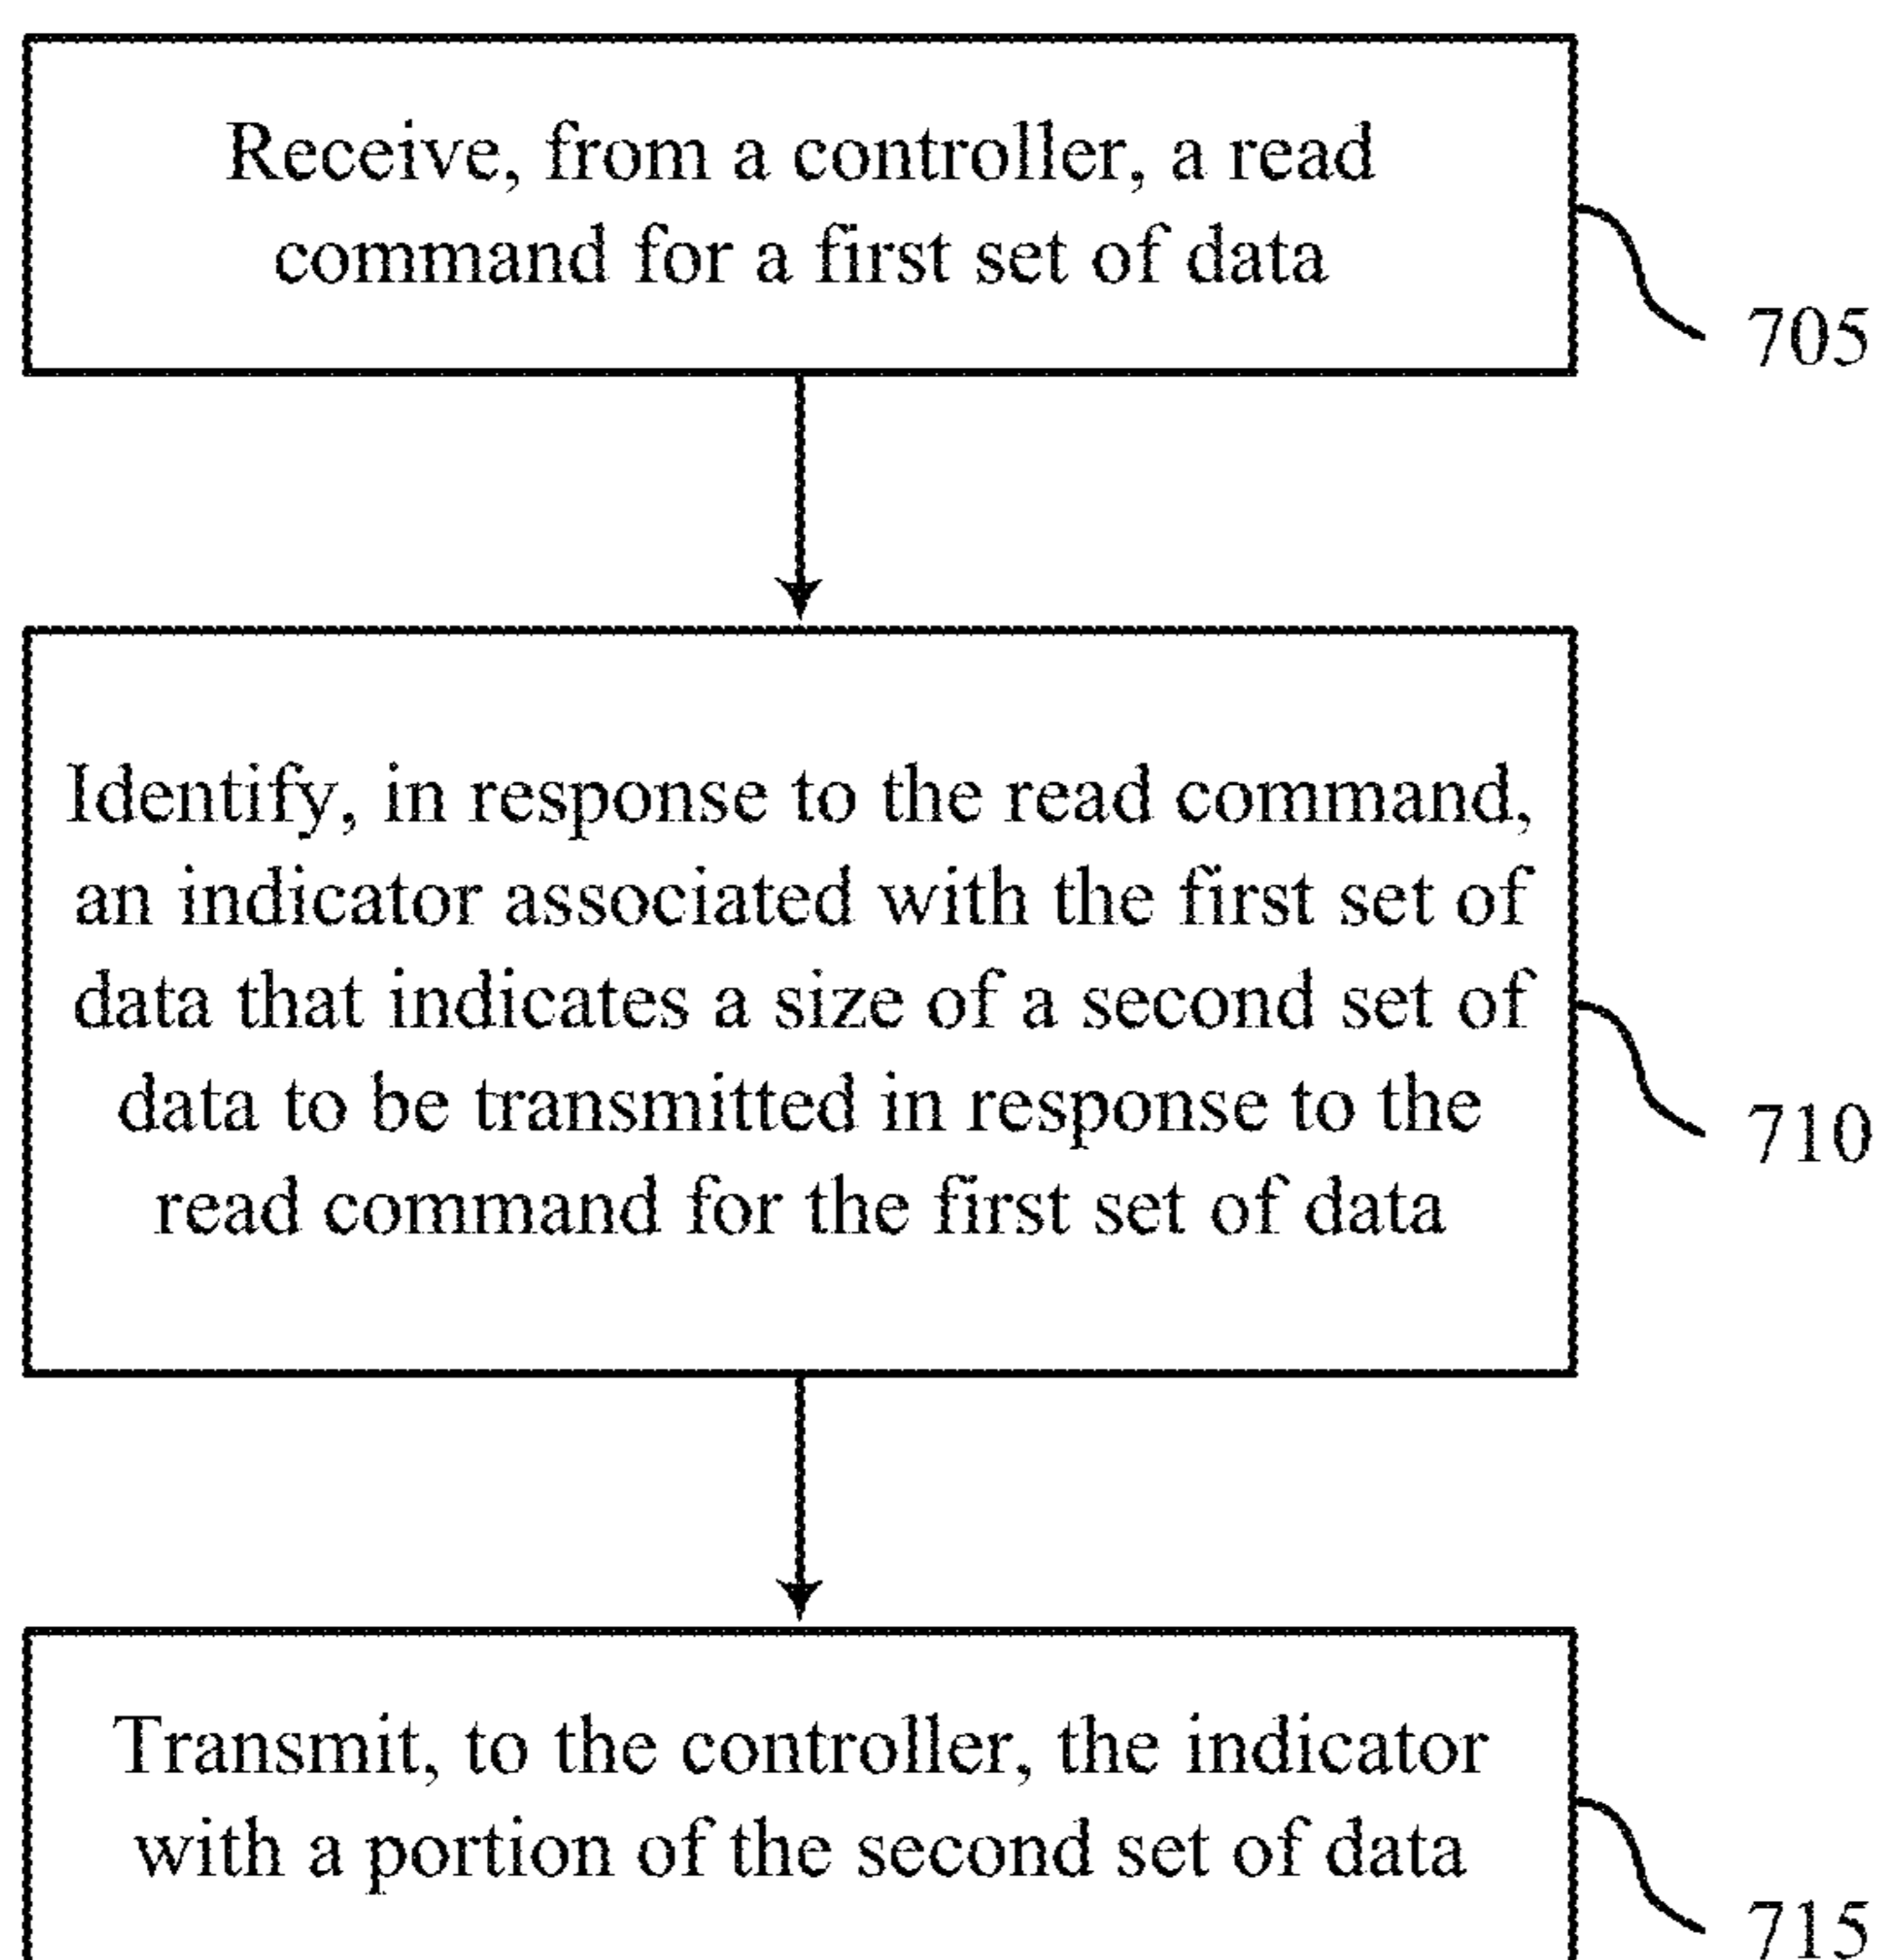 Receive, from a controller, a read
command for a first set of data
705
Identify, in response to the read command,
an indicator associated with the first set of
data that indicates a size of a second set of
data to be transmitted in response to the
read command for the first set of data
710
Transmit, to the controller, the indicator
with a portion of the second set of data
715